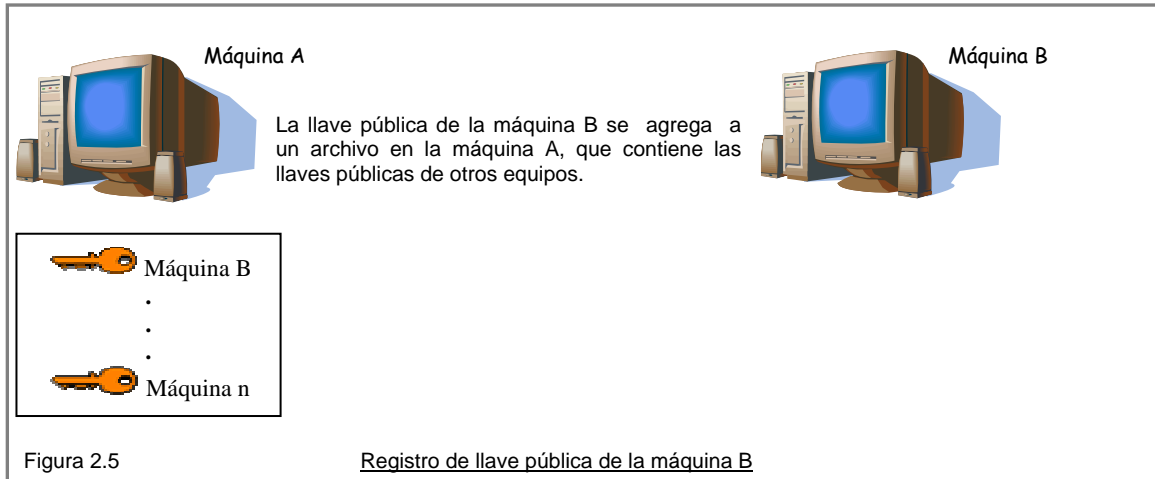 Máquina A
Máquina B
La llave pública de la máquina B se agrega a
un archivo en la máquina A, que contiene las
llaves públicas de otros equipos.
Máquina B
.
.
.
Máquina n
Figura 2.5
Registro de llave pública de la máquina B